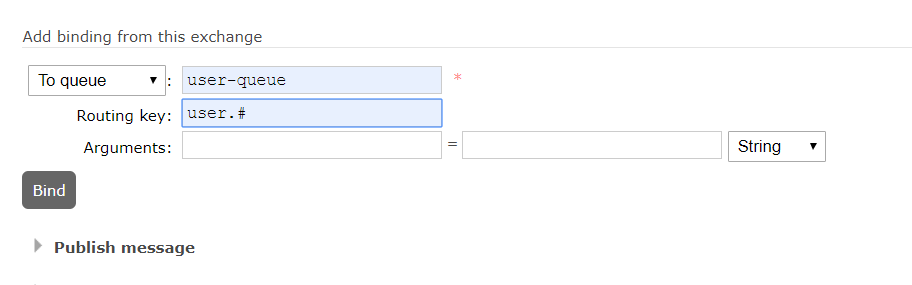 Add binding from this exchange
To queue : user-queue *
Routing key: user.#
Arguments: = String
Bind
Publish message